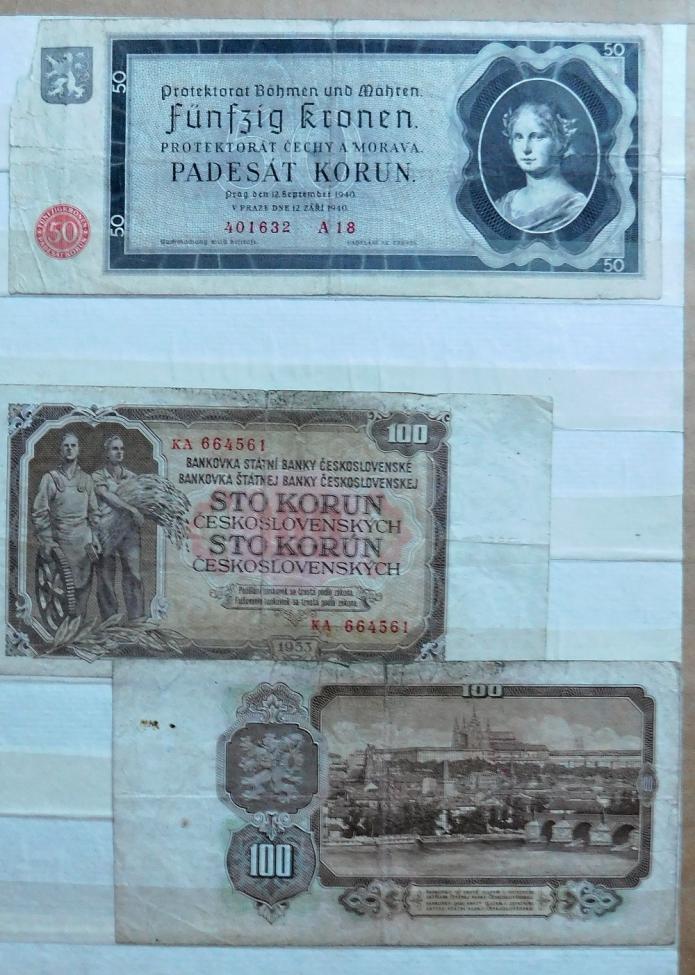 50
50
Protektorat Böhmen und Mähren.
Fünfzig Kronen.
PROTEKTORÁT ČECHY A MORAVA.
PADESÁT KORUN.
Prag den 12. September 1940.
V PRAZE DNE 12. ZÁŘÍ 1940.
401632 A 18
50
50
50
KA 664561
100
BANKOVKA STÁTNÍ BANKY ČESKOSLOVENSKÉ
BANKOVKA ŠTÁTNEJ BANKY ČESKOSLOVENSKEJ
STO KORUN
ČESKOSLOVENSKÝCH
STO KORÚN
ČESKOSLOVENSKÝCH
KA 664561
1953
100
100